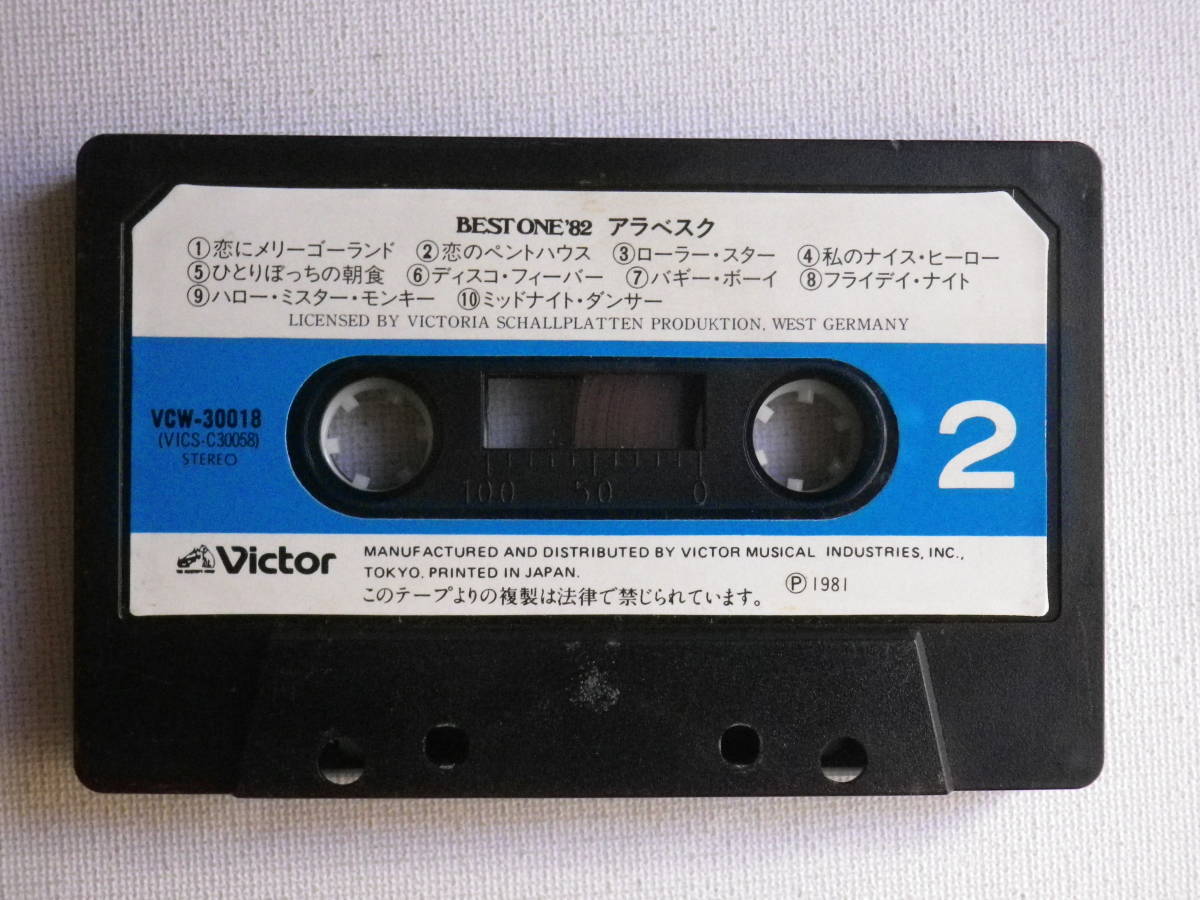 BEST ONE'82 アラベスク
①恋にメリーゴーランド ②恋のペントハウス ③ローラー・スター ④私のナイス・ヒーロー
⑤ひとりぼっちの朝食 ⑥ディスコ・フィーバー ⑦バギー・ボーイ ⑧フライデイ・ナイト
⑨ハロー・ミスター・モンキー ⑩ミッドナイト・ダンサー
LICENSED BY VICTORIA SCHALLPLATTEN PRODUKTION, WEST GERMANY
VCW-30018
(VICS-C30058)
STEREO
100 50 0
2
Victor
MANUFACTURED AND DISTRIBUTED BY VICTOR MUSICAL INDUSTRIES, INC.,
TOKYO. PRINTED IN JAPAN.
Ⓟ 1981
このテープよりの複製は法律で禁じられています。